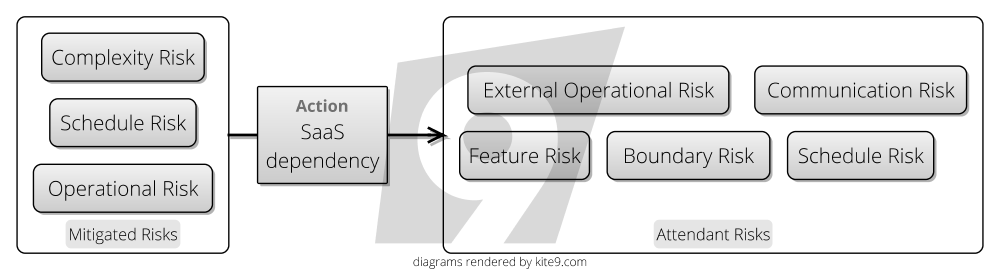 Complexity Risk
Schedule Risk
Operational Risk
Mitigated Risks
Action
SaaS
dependency
External Operational Risk
Communication Risk
Feature Risk
Boundary Risk
Schedule Risk
Attendant Risks
diagrams rendered by kite9.com